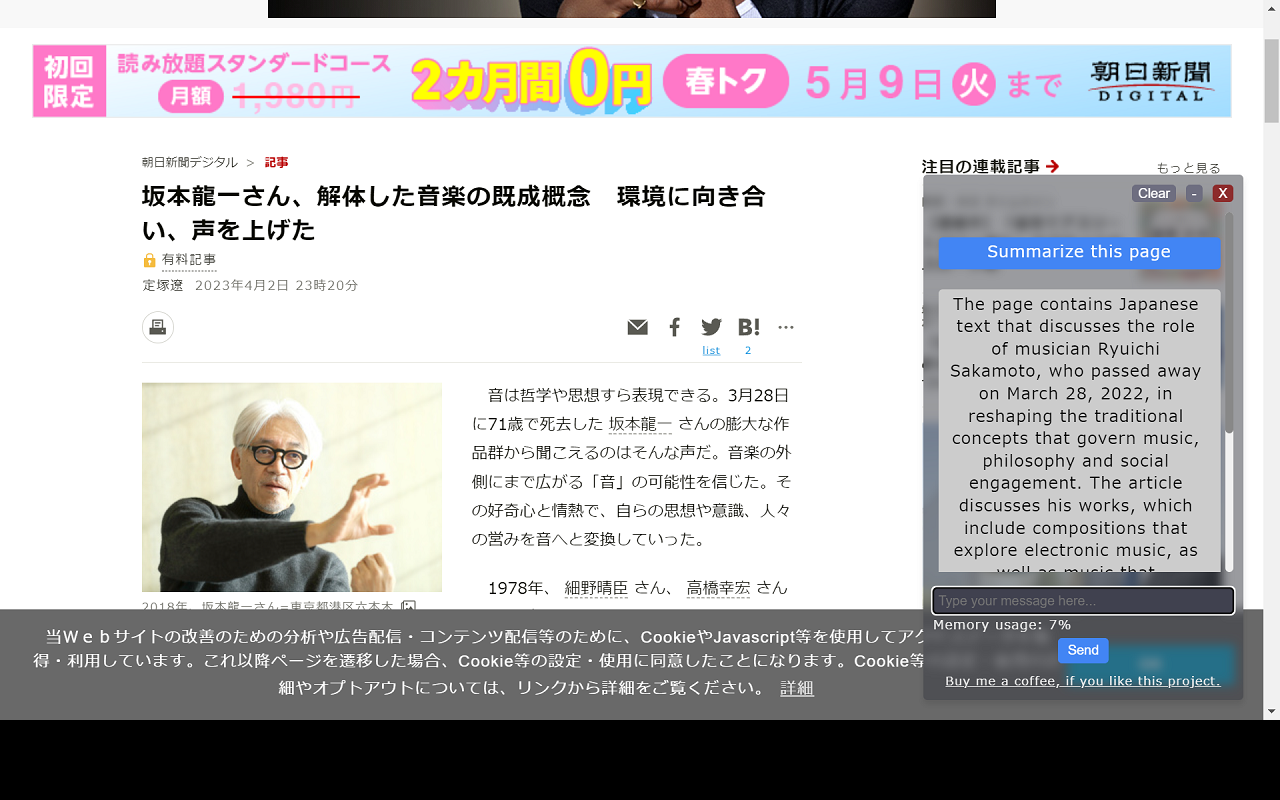 初回
限定
読み放題スタンダードコース
月額 1,980円
2カ月間0円
春トク
5月9日火まで
朝日新聞
DIGITAL
朝日新聞デジタル > 記事
坂本龍一さん、解体した音楽の既成概念　環境に向き合
い、声を上げた
有料記事
定塚遼 2023年4月2日 23時20分
B!
list
2
音は哲学や思想すら表現できる。3月28日
に71歳で死去した 坂本龍一 さんの膨大な作
品群から聞こえるのはそんな声だ。音楽の外
側にまで広がる「音」の可能性を信じた。そ
の好奇心と情熱で、自らの思想や意識、人々
の営みを音へと変換していった。
1978年、 細野晴臣 さん、 高橋幸宏 さん
2018年、坂本龍一さん=東京都港区六本木
当Ｗｅｂサイトの改善のための分析や広告配信・コンテンツ配信等のために、CookieやJavascript等を使用してアク
得・利用しています。これ以降ページを遷移した場合、Cookie等の設定・使用に同意したことになります。Cookie等
細やオプトアウトについては、リンクから詳細をご覧ください。 詳細
注目の連載記事
もっと見る
Clear - X
Summarize this page
The page contains Japanese
text that discusses the role
of musician Ryuichi
Sakamoto, who passed away
on March 28, 2022, in
reshaping the traditional
concepts that govern music,
philosophy and social
engagement. The article
discusses his works, which
include compositions that
explore electronic music, as
well as music that
Type your message here...
Memory usage: 7%
Send
Buy me a coffee, if you like this project.